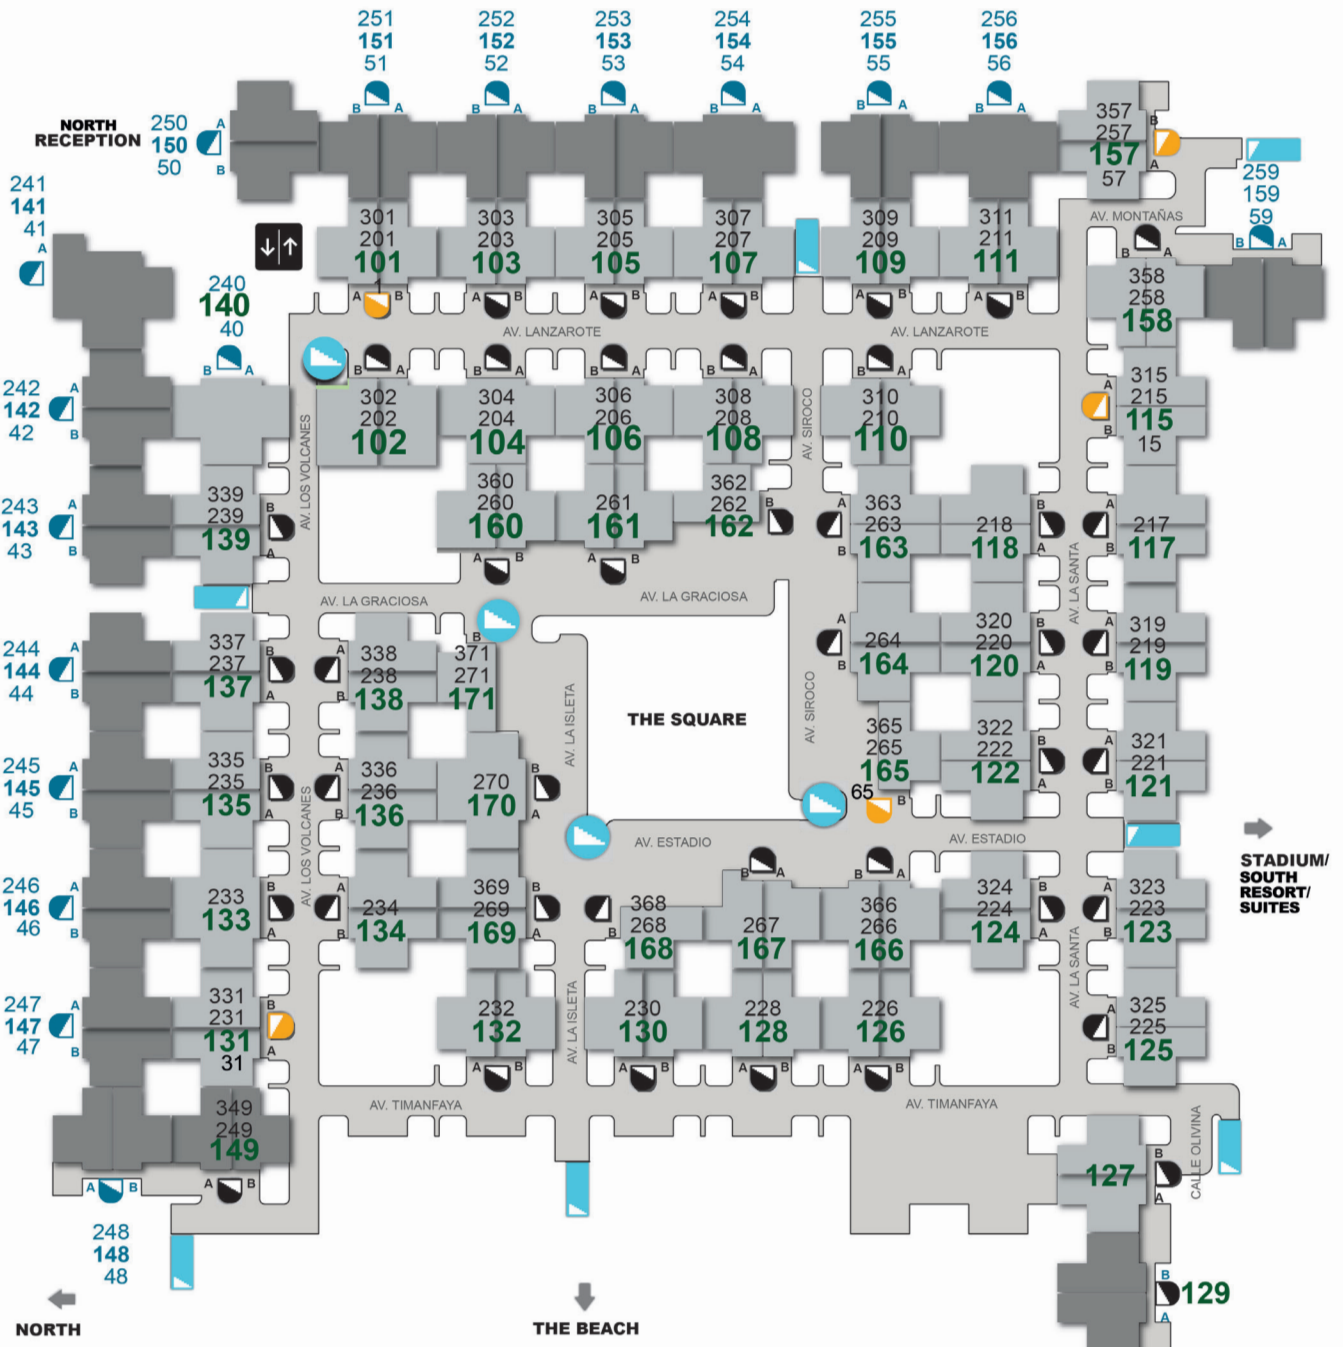 251
151
51
B A
252
152
52
B A
253
153
53
B A
254
154
54
B A
255
155
55
B A
256
156
56
B A
NORTH
RECEPTION
250
150
50
A
B
357
257
157
57
B
A
259
159
59
B A
241
141
41
A
301
201
101
1
A B
303
203
103
A B
305
205
105
A B
307
207
107
A B
309
209
109
A B
311
211
111
A B
AV. MONTAÑAS
B A
358
258
158
240
140
40
B A
AV. LANZAROTE
AV. LANZAROTE
242
142
42
A
B
B A
302
202
102
B A
304
204
104
B A
306
206
106
B A
308
208
108
B A
310
210
110
A
B
315
215
115
15
AV. LOS VOLCANES
AV. SIROCO
243
143
43
A
B
339
239
139
B
A
360
260
160
A B
261
161
A B
362
262
162
B
A
A
B
363
263
163
218
118
B
A
A
B
217
117
AV. LA SANTA
AV. LA GRACIOSA
AV. LA GRACIOSA
244
144
44
A
B
337
237
137
B
A
A
B
338
238
138
B
371
271
171
THE SQUARE
A
B
264
164
320
220
120
B
A
A
B
319
219
119
AV. LA ISLETA
AV. SIROCO
245
145
45
A
B
335
235
135
B
A
A
B
336
236
136
270
170
B
A
365
265
165
65
B
322
222
122
B
A
A
B
321
221
121
AV. LOS VOLCANES
AV. ESTADIO
AV. ESTADIO
STADIUM/
SOUTH
RESORT/
SUITES
246
146
46
A
B
233
133
B
A
A
B
234
134
369
269
169
B
A
B
368
268
168
B A
267
167
B A
366
266
166
324
224
124
B
A
A
B
323
223
123
AV. LA SANTA
247
147
47
A
B
331
231
131
31
B
A
232
132
A B
AV. LA ISLETA
230
130
A B
228
128
A B
226
126
A B
A
B
325
225
125
AV. TIMANFAYA
AV. TIMANFAYA
349
249
149
A B
A B
248
148
48
127
B
A
CALLE OLIVINA
B
129
A
NORTH
THE BEACH